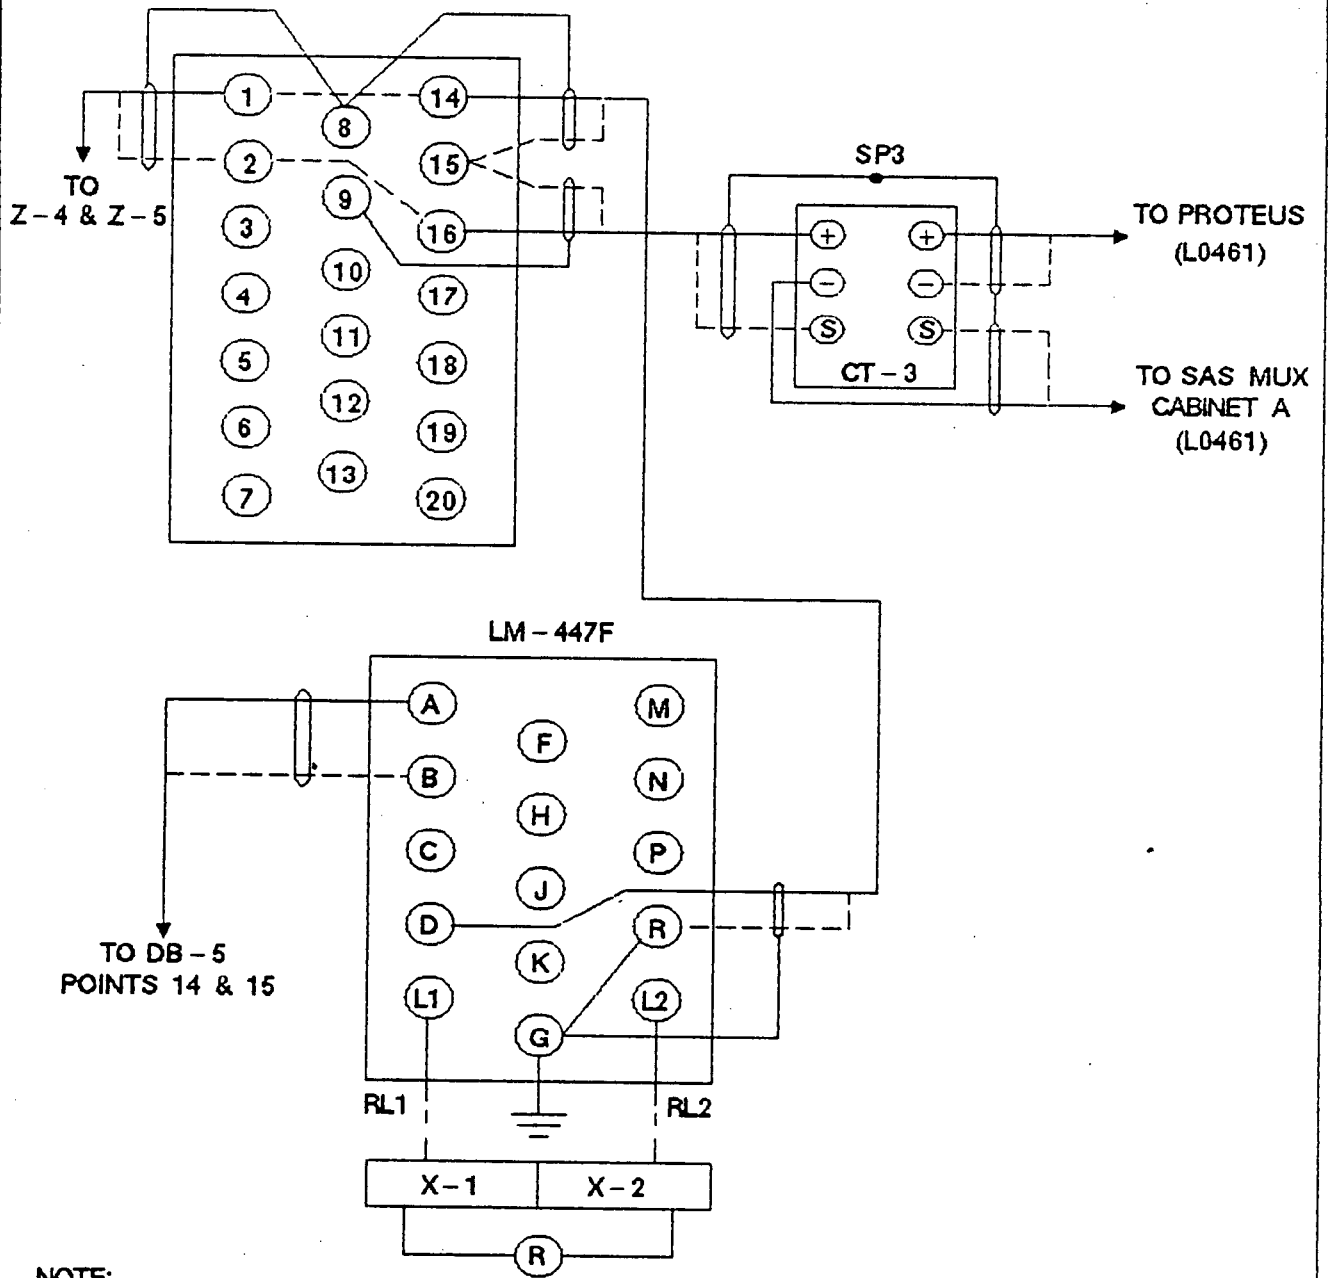 1 14
8
2 15
TO
Z-4 & Z-5
9
3 16
10
4 17
11
5 18
12
6 19
13
7 20
SP3
+ +
- -
S S
CT-3
TO PROTEUS
(L0461)
TO SAS MUX
CABINET A
(L0461)
LM-447F
A M
F
B N
H
C P
J
D R
K
L1 L2
G
TO DB-5
POINTS 14 & 15
RL1 RL2
X-1 X-2
R
NOTE: